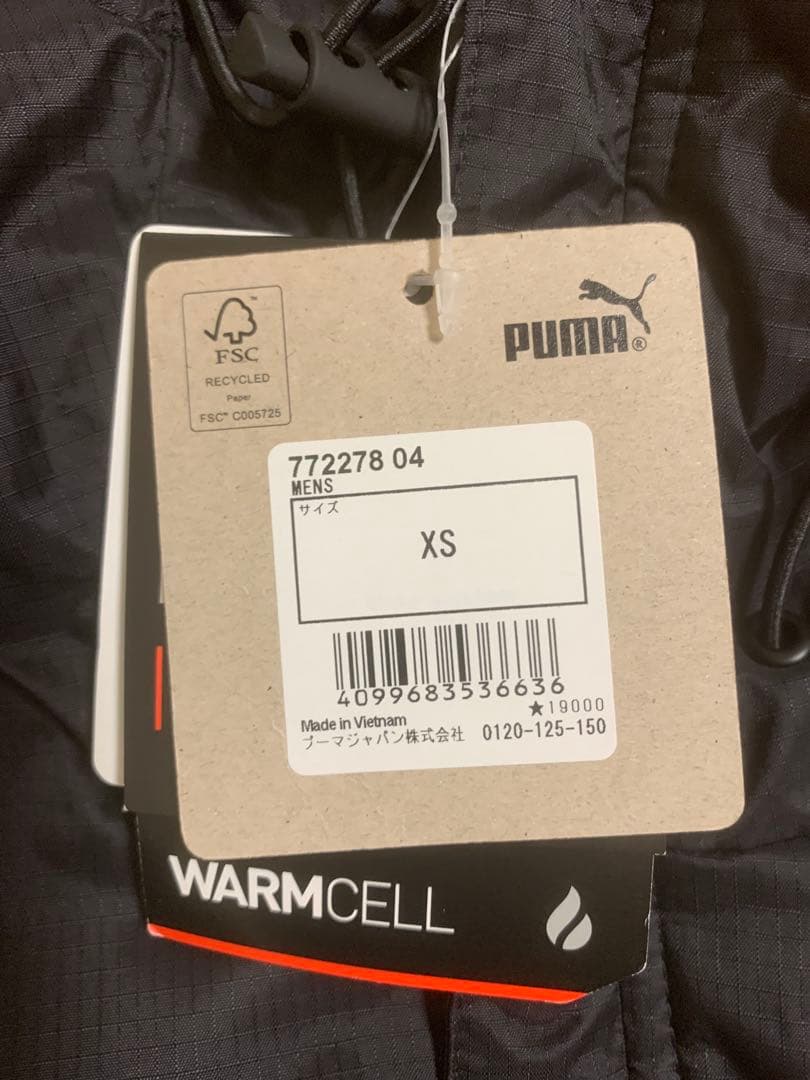 FSC
RECYCLED
Paper
FSC™ C005725
PUMA®
772278 04
MENS
サイズ
XS
4099683536636
★19000
Made in Vietnam
プーマジャパン株式会社 0120-125-150
WARMCELL